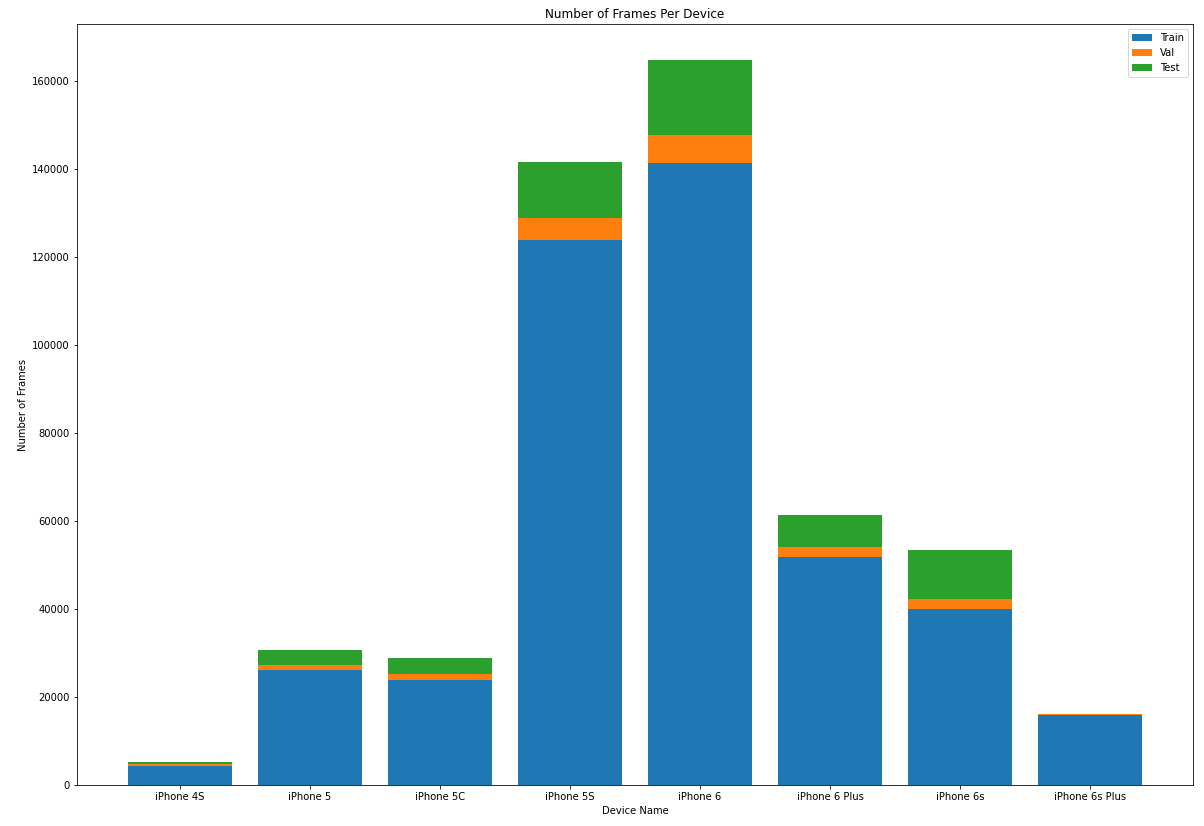 Number of Frames Per Device
Train
Val
Test
160000
140000
120000
100000
80000
60000
40000
20000
0
Number of Frames
iPhone 4S iPhone 5 iPhone 5C iPhone 5S iPhone 6 iPhone 6 Plus iPhone 6s iPhone 6s Plus
Device Name